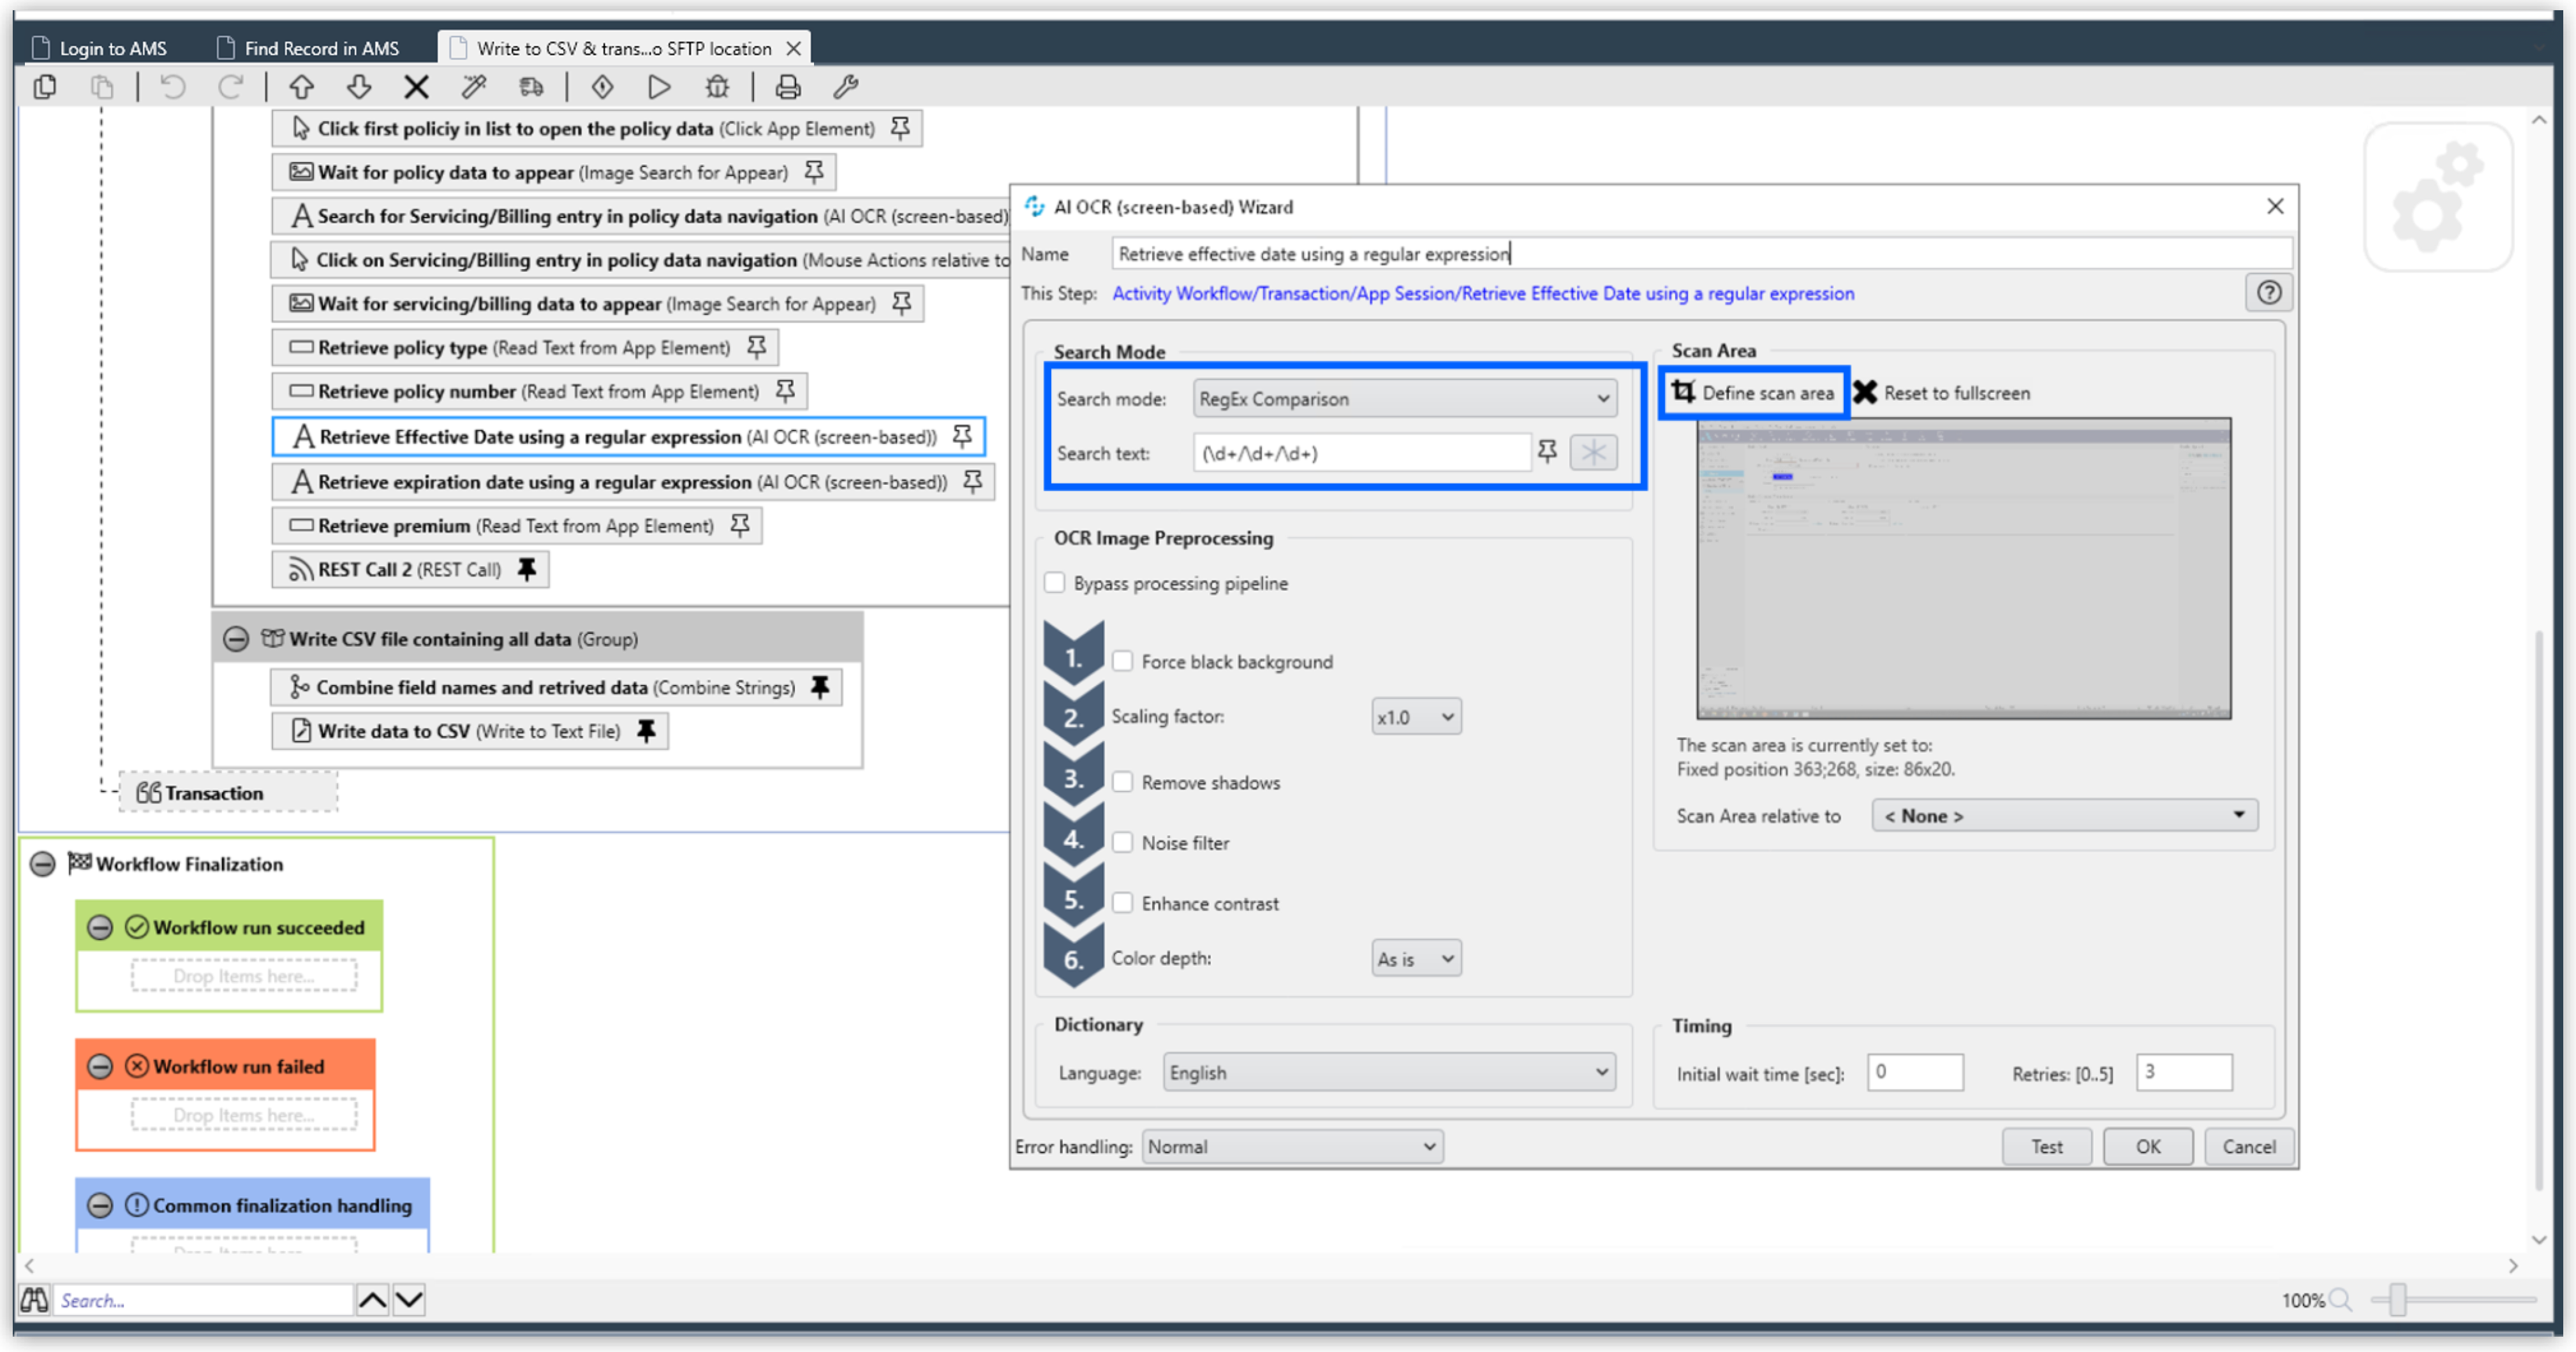 Login to AMS
Find Record in AMS
Write to CSV & trans...o SFTP location
Click first policiy in list to open the policy data (Click App Element)
Wait for policy data to appear (Image Search for Appear)
Search for Servicing/Billing entry in policy data navigation (AI OCR (screen-based)
Click on Servicing/Billing entry in policy data navigation (Mouse Actions relative to
Wait for servicing/billing data to appear (Image Search for Appear)
Retrieve policy type (Read Text from App Element)
Retrieve policy number (Read Text from App Element)
Retrieve Effective Date using a regular expression (AI OCR (screen-based))
Retrieve expiration date using a regular expression (AI OCR (screen-based))
Retrieve premium (Read Text from App Element)
REST Call 2 (REST Call)
Write CSV file containing all data (Group)
Combine field names and retrived data (Combine Strings)
Write data to CSV (Write to Text File)
Transaction
Workflow Finalization
Workflow run succeeded
Drop Items here...
Workflow run failed
Drop Items here...
Common finalization handling
Drop Items here...
Search...
100%
AI OCR (screen-based) Wizard
Name
Retrieve effective date using a regular expression
This Step: Activity Workflow/Transaction/App Session/Retrieve Effective Date using a regular expression
Search Mode
Search mode: RegEx Comparison
Search text: (\d+/\d+/\d+)
OCR Image Preprocessing
Bypass processing pipeline
1. Force black background
2. Scaling factor: x1.0
3. Remove shadows
4. Noise filter
5. Enhance contrast
6. Color depth: As is
Dictionary
Language: English
Scan Area
Define scan area
Reset to fullscreen
The scan area is currently set to:
Fixed position 363;268, size: 86x20.
Scan Area relative to < None >
Timing
Initial wait time [sec]: 0
Retries: [0..5] 3
Error handling: Normal
Test
OK
Cancel